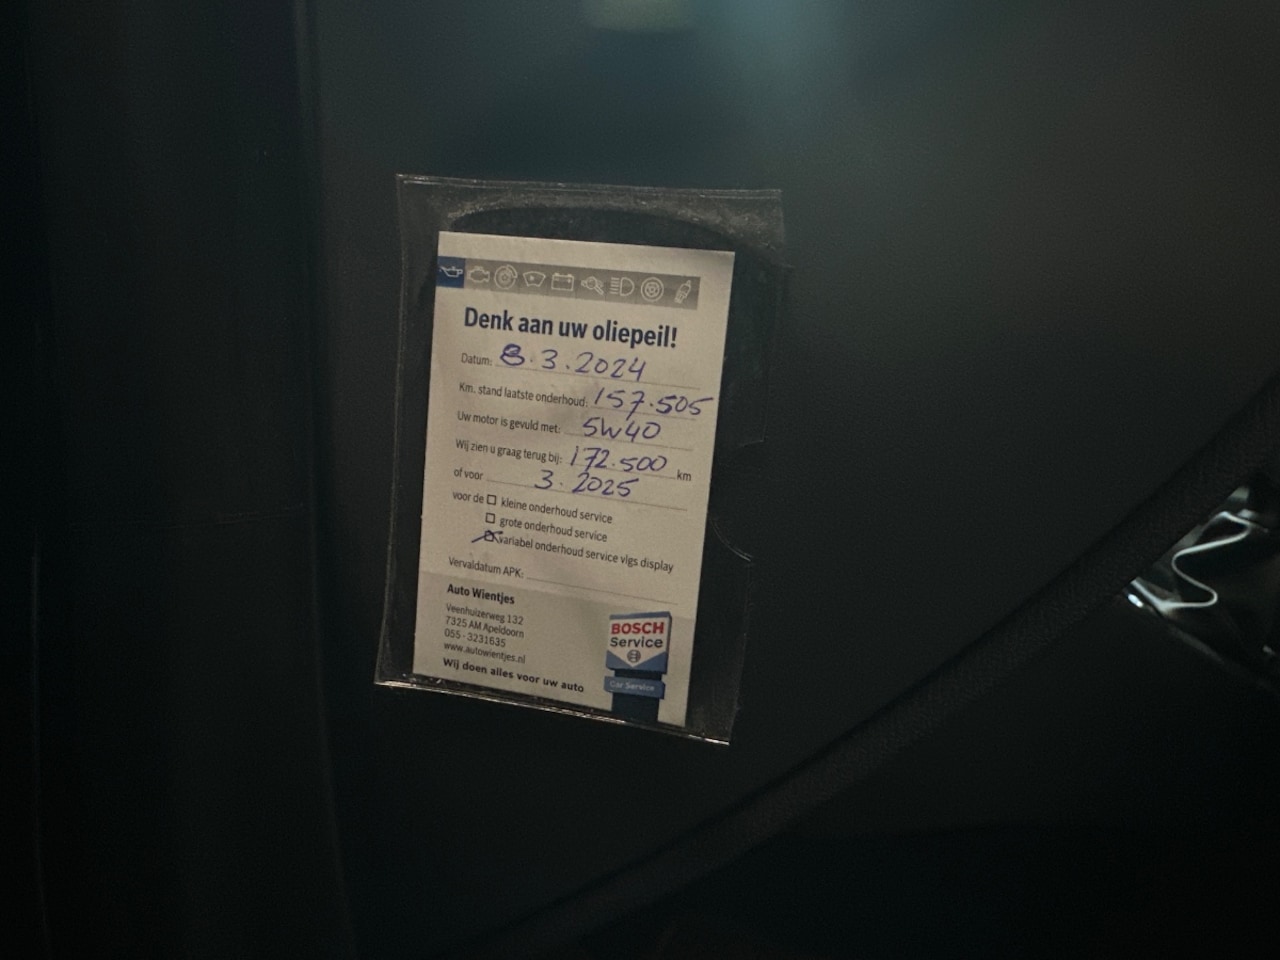 Denk aan uw oliepeil!
Datum: 8.3.2024
Km. stand laatste onderhoud: 157.505
Uw motor is gevuld met: 5W40
Wij zien u graag terug bij: 172.500 km
of voor 3.2025
voor de kleine onderhoud service
grote onderhoud service
variabel onderhoud service vlgs display
Vervaldatum APK:
Auto Wientjes
Veenhuizerweg 132
7325 AM Apeldoorn
055 - 3231635
www.autowientjes.nl
Wij doen alles voor uw auto
BOSCH
Service
Car Service